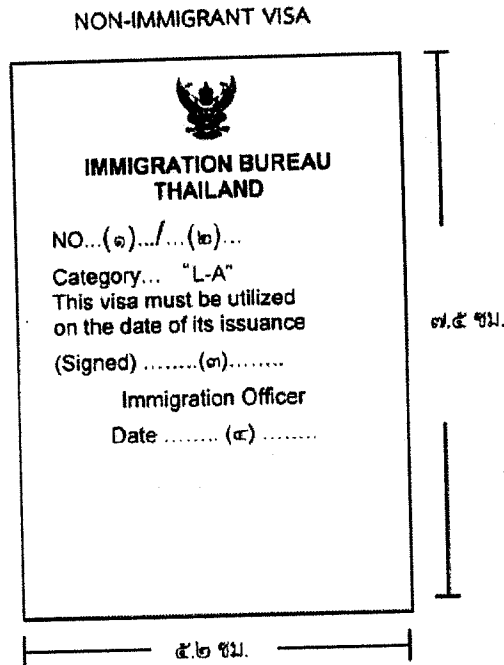 NON-IMMIGRANT VISA
IMMIGRATION BUREAU
THAILAND
NO...(๑).../...(๒)...
Category... "L-A"
This visa must be utilized
on the date of its issuance
(Signed) ........(๓)........
Immigration Officer
Date ........ (๔) ........
๗.๕ ซม.
๕.๒ ซม.